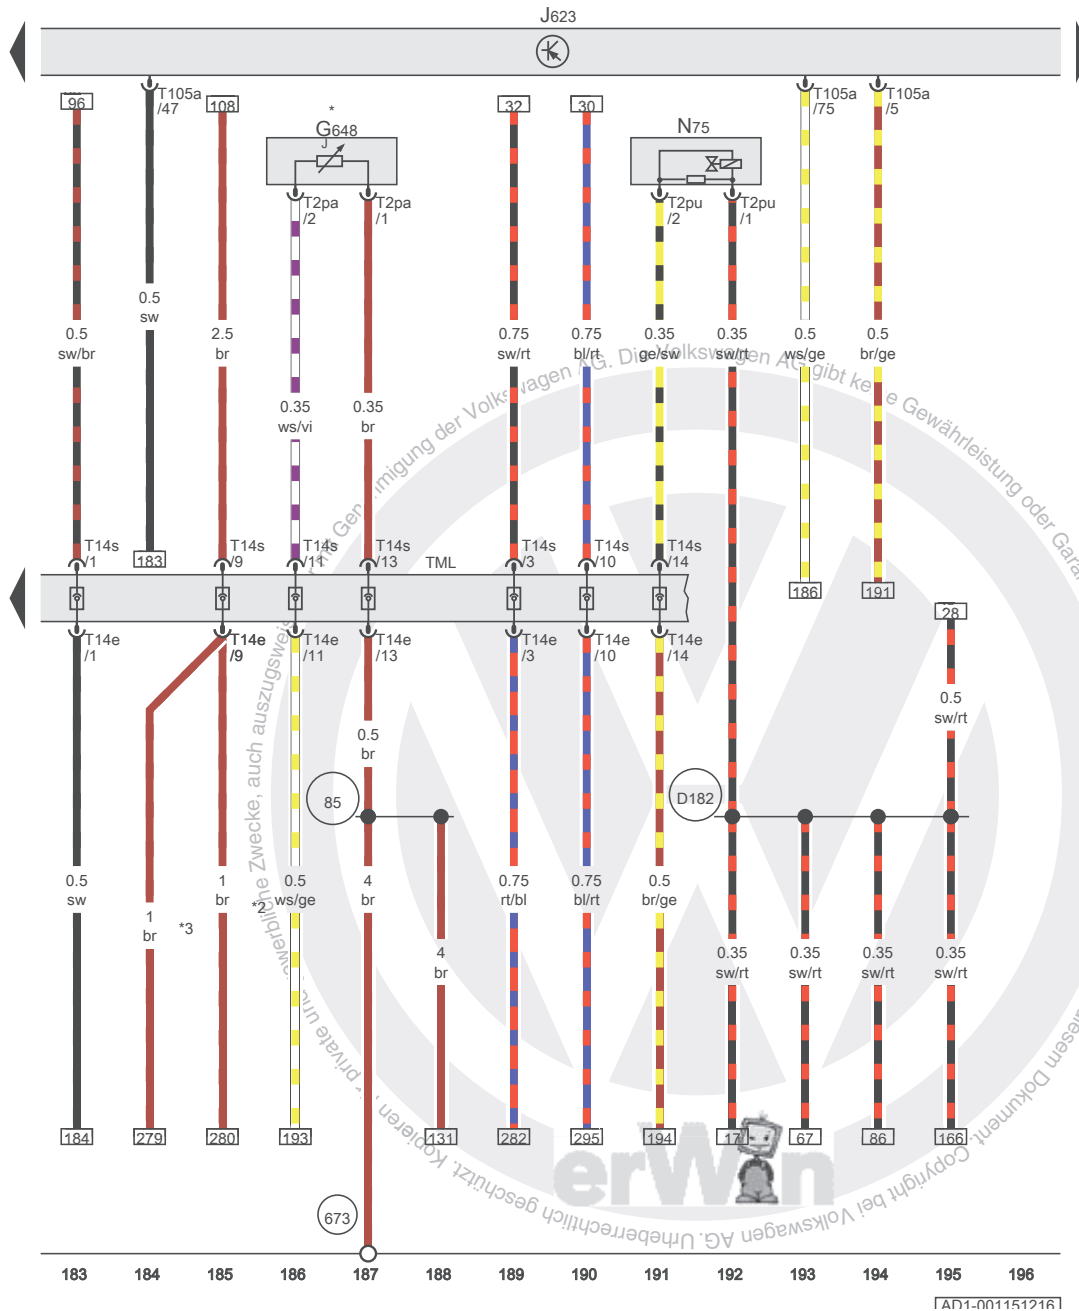 J623
T105a
/47
T105a
/75
T105a
/5
96
108
*
32
30
G648
J
N75
T2pa
/2
T2pa
/1
T2pu
/2
T2pu
/1
0.5
sw
0.5
sw/br
2.5
br
0.75
sw/rt
0.75
bl/rt
0.35
ge/sw
0.35
sw/rt
0.5
ws/ge
0.5
br/ge
0.35
ws/vi
0.35
br
T14s
/1
183
T14s
/9
T14s
/11
T14s
/13
TML
T14s
/3
T14s
/10
T14s
/14
186
191
28
T14e
/1
T14e
/9
T14e
/11
T14e
/13
T14e
/3
T14e
/10
T14e
/14
0.5
sw/rt
0.5
br
85
D182
0.5
sw
1
br
*2
0.5
ws/ge
4
br
0.75
rt/bl
0.75
bl/rt
0.5
br/ge
1
br
*3
4
br
0.35
sw/rt
0.35
sw/rt
0.35
sw/rt
0.35
sw/rt
184
279
280
193
131
282
295
194
17
67
86
166
erWin
673
183 184 185 186 187 188 189 190 191 192 193 194 195 196
AD1-001151216